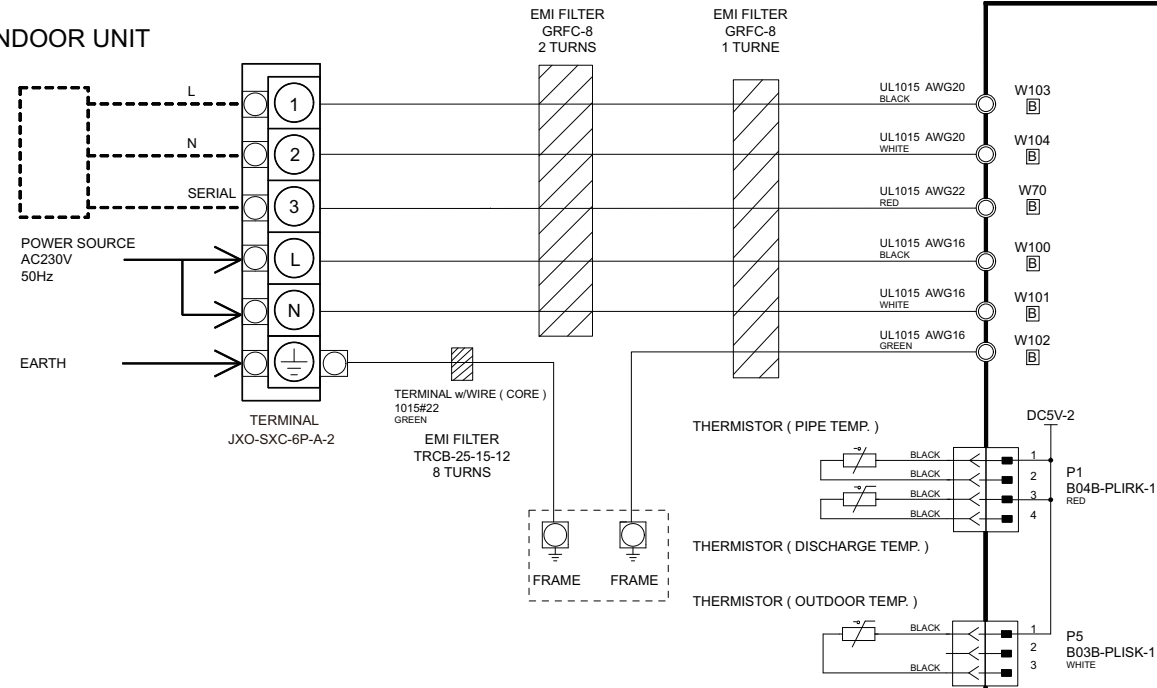 NDOOR UNIT
EMI FILTER
GRFC-8
2 TURNS
EMI FILTER
GRFC-8
1 TURNE
L
N
SERIAL
POWER SOURCE
AC230V
50Hz
EARTH
1
2
3
L
N
TERMINAL
JXO-SXC-6P-A-2
TERMINAL w/WIRE ( CORE )
1015#22
GREEN
EMI FILTER
TRCB-25-15-12
8 TURNS
FRAME
FRAME
UL1015 AWG20
BLACK
W103
B
UL1015 AWG20
WHITE
W104
B
UL1015 AWG22
RED
W70
B
UL1015 AWG16
BLACK
W100
B
UL1015 AWG16
WHITE
W101
B
UL1015 AWG16
GREEN
W102
B
DC5V-2
THERMISTOR ( PIPE TEMP. )
BLACK
BLACK
BLACK
BLACK
1
2
3
4
P1
B04B-PLIRK-1
RED
THERMISTOR ( DISCHARGE TEMP. )
THERMISTOR ( OUTDOOR TEMP. )
BLACK
BLACK
1
2
3
P5
B03B-PLISK-1
WHITE